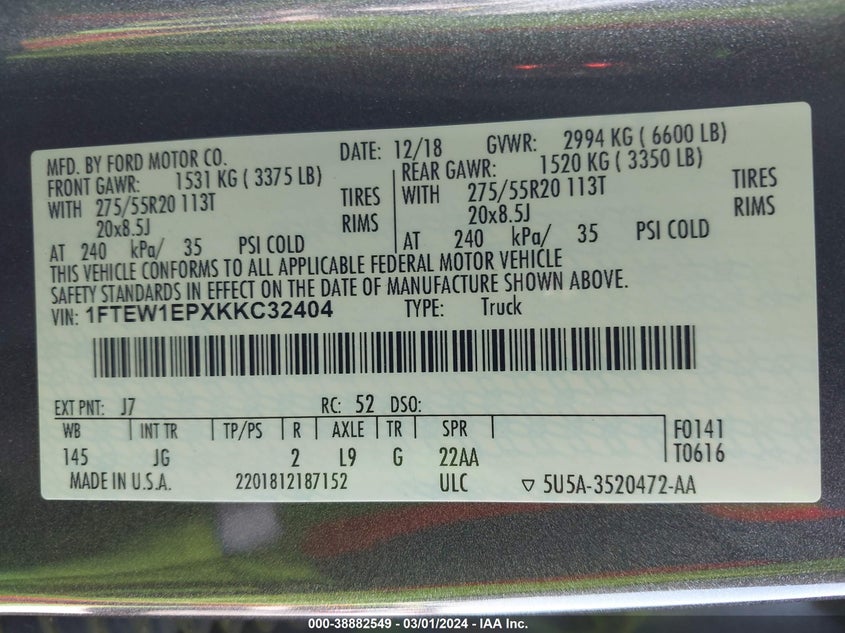 MFD. BY FORD MOTOR CO. DATE: 12/18 GVWR: 2994 KG ( 6600 LB)
FRONT GAWR: 1531 KG ( 3375 LB) REAR GAWR: 1520 KG ( 3350 LB)
WITH 275/55R20 113T TIRES WITH 275/55R20 113T TIRES
20x8.5J RIMS 20x8.5J RIMS
AT 240 kPa/ 35 PSI COLD AT 240 kPa/ 35 PSI COLD
THIS VEHICLE CONFORMS TO ALL APPLICABLE FEDERAL MOTOR VEHICLE
SAFETY STANDARDS IN EFFECT ON THE DATE OF MANUFACTURE SHOWN ABOVE.
VIN: 1FTEW1EPXKKC32404 TYPE: Truck
EXT PNT: J7 RC: 52 DSO:
WB INT TR TP/PS R AXLE TR SPR F0141
145 JG 2 L9 G 22AA T0616
MADE IN U.S.A. 2201812187152 ULC ▽ 5U5A-3520472-AA
000-38882549 - 03/01/2024 - IAA Inc.